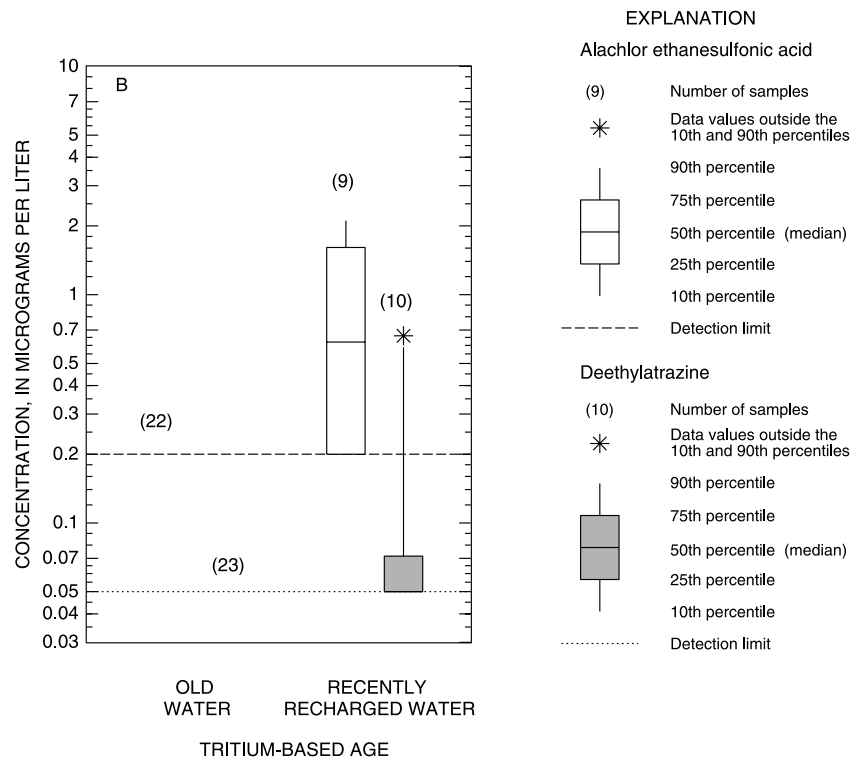 B
CONCENTRATION, IN MICROGRAMS PER LITER
10
7
5
4
3
2
1
0.7
0.5
0.4
0.3
0.2
0.1
0.07
0.05
0.04
0.03
(9)
(10)
(22)
(23)
OLD
WATER
RECENTLY
RECHARGED WATER
TRITIUM-BASED AGE
EXPLANATION
Alachlor ethanesulfonic acid
(9) Number of samples
Data values outside the
10th and 90th percentiles
90th percentile
75th percentile
50th percentile (median)
25th percentile
10th percentile
Detection limit
Deethylatrazine
(10) Number of samples
Data values outside the
10th and 90th percentiles
90th percentile
75th percentile
50th percentile (median)
25th percentile
10th percentile
Detection limit